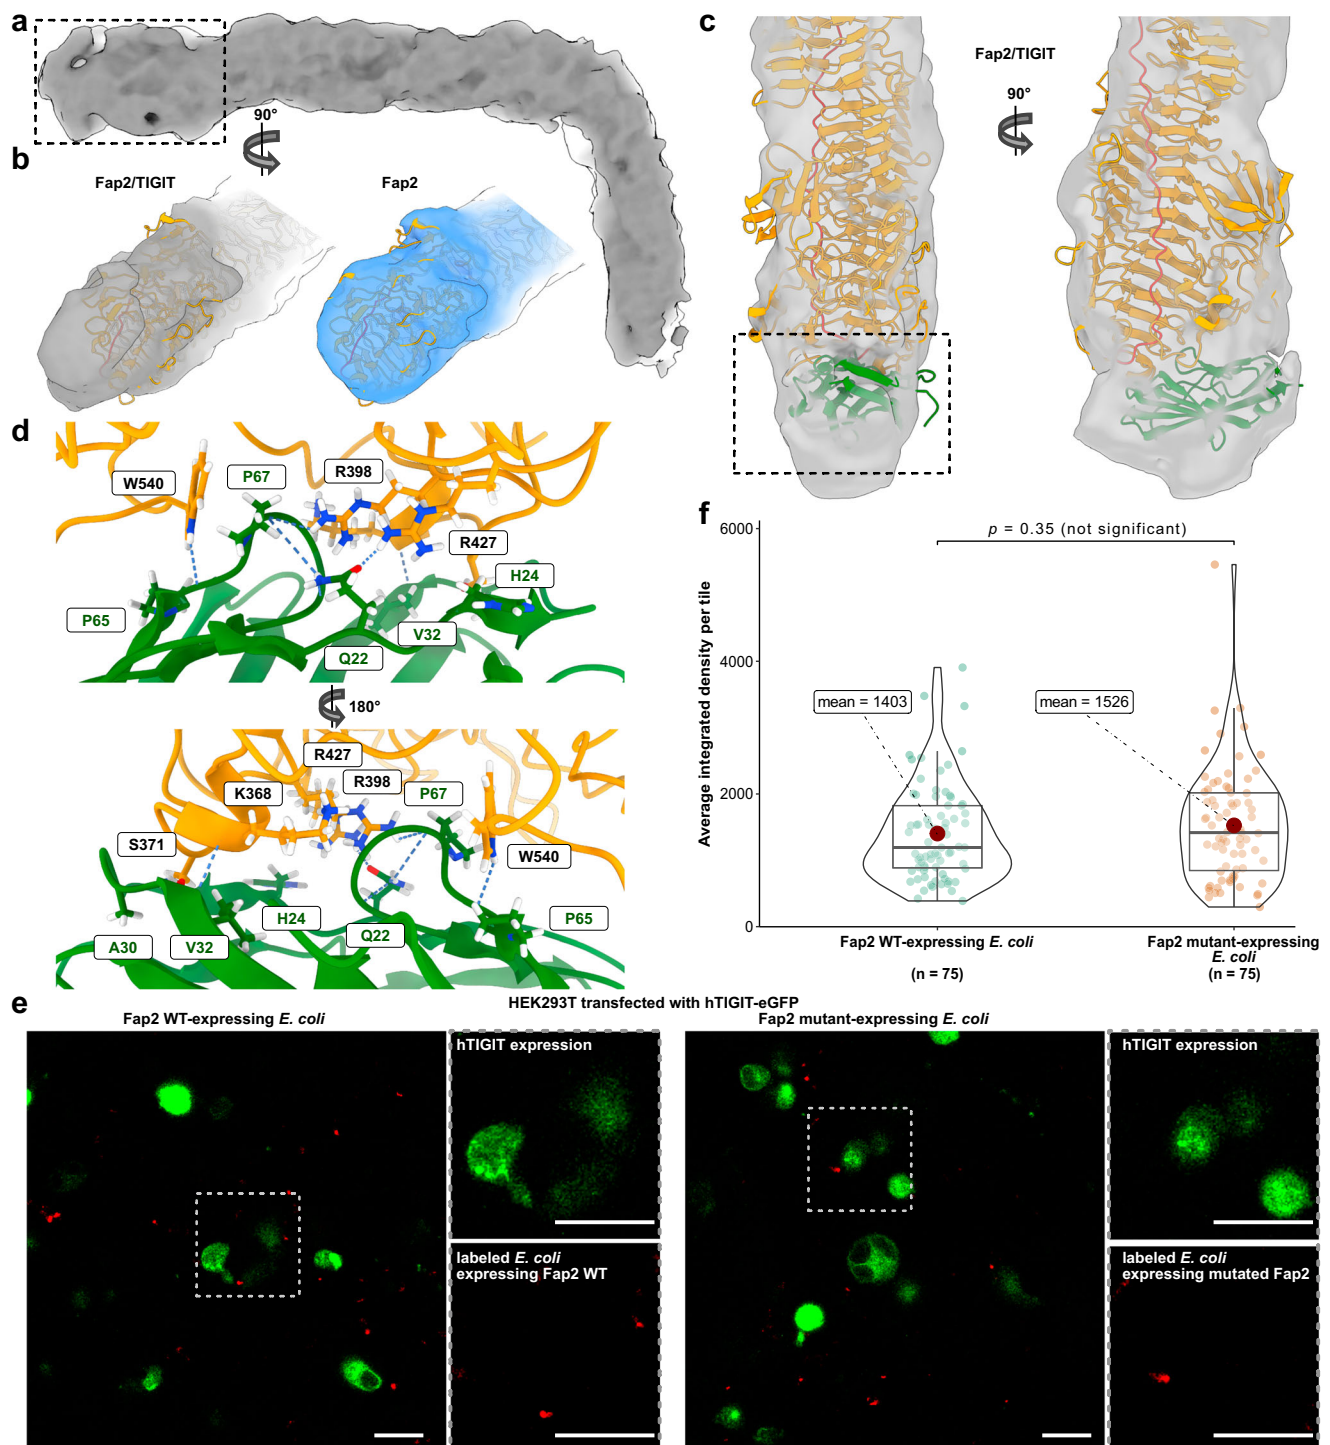 a
90°
b
Fap2/TIGIT
Fap2
c
Fap2/TIGIT
90°
d
W540
P67
R398
R427
H24
P65
V32
Q22
180°
R427
R398
K368
P67
S371
W540
H24
P65
A30
V32
Q22
f
6000
4000
2000
0
Average integrated density per tile
p = 0.35 (not significant)
mean = 1403
mean = 1526
Fap2 WT-expressing E. coli
(n = 75)
Fap2 mutant-expressing
E. coli
(n = 75)
e
HEK293T transfected with hTIGIT-eGFP
Fap2 WT-expressing E. coli
Fap2 mutant-expressing E. coli
hTIGIT expression
labeled E. coli
expressing Fap2 WT
hTIGIT expression
labeled E. coli
expressing mutated Fap2